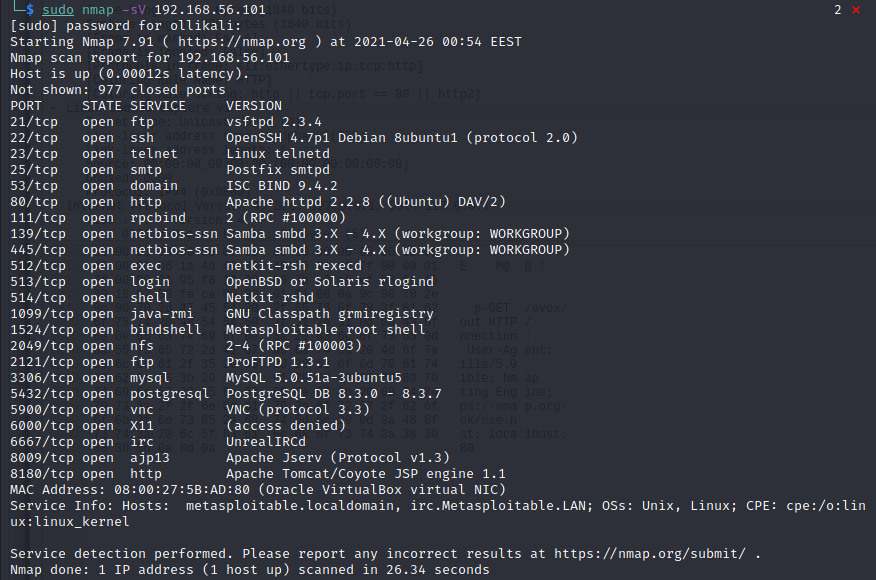 └─$ sudo nmap -sV 192.168.56.101 2 ✕
[sudo] password for ollikali:
Starting Nmap 7.91 ( https://nmap.org ) at 2021-04-26 00:54 EEST
Nmap scan report for 192.168.56.101
Host is up (0.00012s latency).
Not shown: 977 closed ports
PORT     STATE SERVICE     VERSION
21/tcp   open  ftp         vsftpd 2.3.4
22/tcp   open  ssh         OpenSSH 4.7p1 Debian 8ubuntu1 (protocol 2.0)
23/tcp   open  telnet      Linux telnetd
25/tcp   open  smtp        Postfix smtpd
53/tcp   open  domain      ISC BIND 9.4.2
80/tcp   open  http        Apache httpd 2.2.8 ((Ubuntu) DAV/2)
111/tcp  open  rpcbind     2 (RPC #100000)
139/tcp  open  netbios-ssn Samba smbd 3.X - 4.X (workgroup: WORKGROUP)
445/tcp  open  netbios-ssn Samba smbd 3.X - 4.X (workgroup: WORKGROUP)
512/tcp  open  exec        netkit-rsh rexecd
513/tcp  open  login       OpenBSD or Solaris rlogind
514/tcp  open  shell       Netkit rshd
1099/tcp open  java-rmi    GNU Classpath grmiregistry
1524/tcp open  bindshell   Metasploitable root shell
2049/tcp open  nfs         2-4 (RPC #100003)
2121/tcp open  ftp         ProFTPD 1.3.1
3306/tcp open  mysql       MySQL 5.0.51a-3ubuntu5
5432/tcp open  postgresql  PostgreSQL DB 8.3.0 - 8.3.7
5900/tcp open  vnc         VNC (protocol 3.3)
6000/tcp open  X11         (access denied)
6667/tcp open  irc         UnrealIRCd
8009/tcp open  ajp13       Apache Jserv (Protocol v1.3)
8180/tcp open  http        Apache Tomcat/Coyote JSP engine 1.1
MAC Address: 08:00:27:5B:AD:80 (Oracle VirtualBox virtual NIC)
Service Info: Hosts:  metasploitable.localdomain, irc.Metasploitable.LAN; OSs: Unix, Linux; CPE: cpe:/o:lin
ux:linux_kernel

Service detection performed. Please report any incorrect results at https://nmap.org/submit/ .
Nmap done: 1 IP address (1 host up) scanned in 26.34 seconds